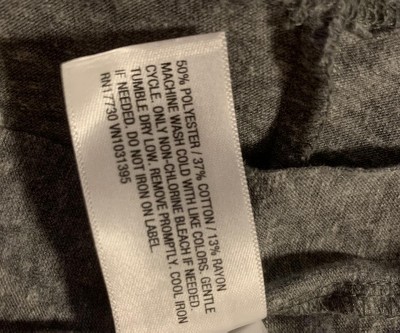 50% POLYESTER / 37% COTTON / 13% RAYON
MACHINE WASH COLD WITH LIKE COLORS. GENTLE
CYCLE. ONLY NON-CHLORINE BLEACH IF NEEDED.
TUMBLE DRY LOW. REMOVE PROMPTLY. COOL IRON
IF NEEDED. DO NOT IRON ON LABEL.
RN17730 VN1031395